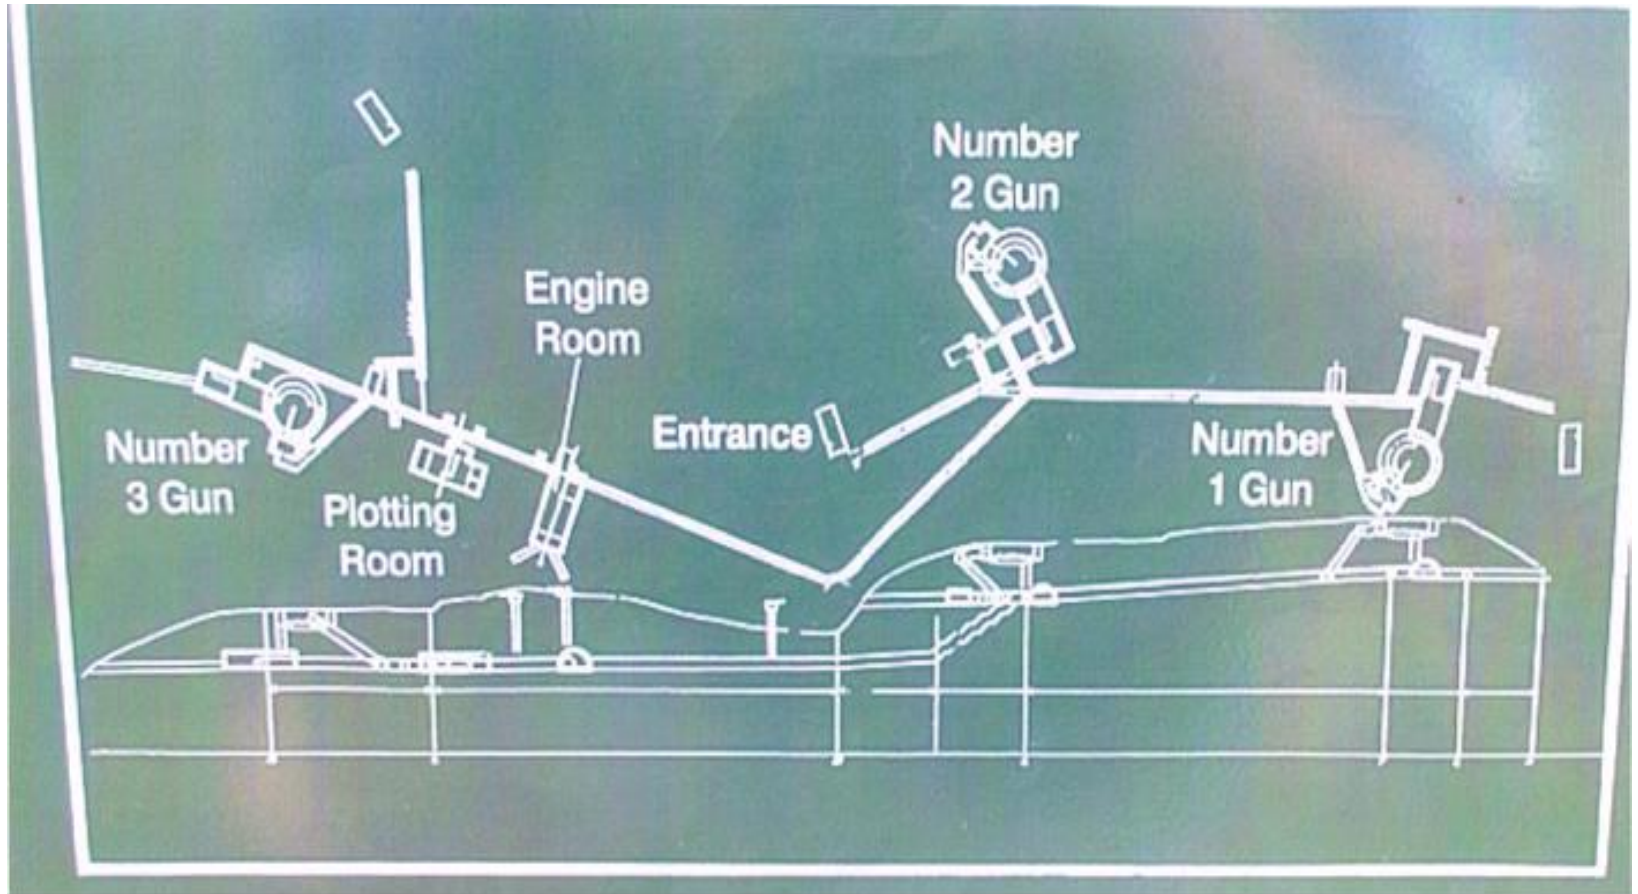 Number
2 Gun
Engine
Room
Entrance
Number
1 Gun
Number
3 Gun
Plotting
Room